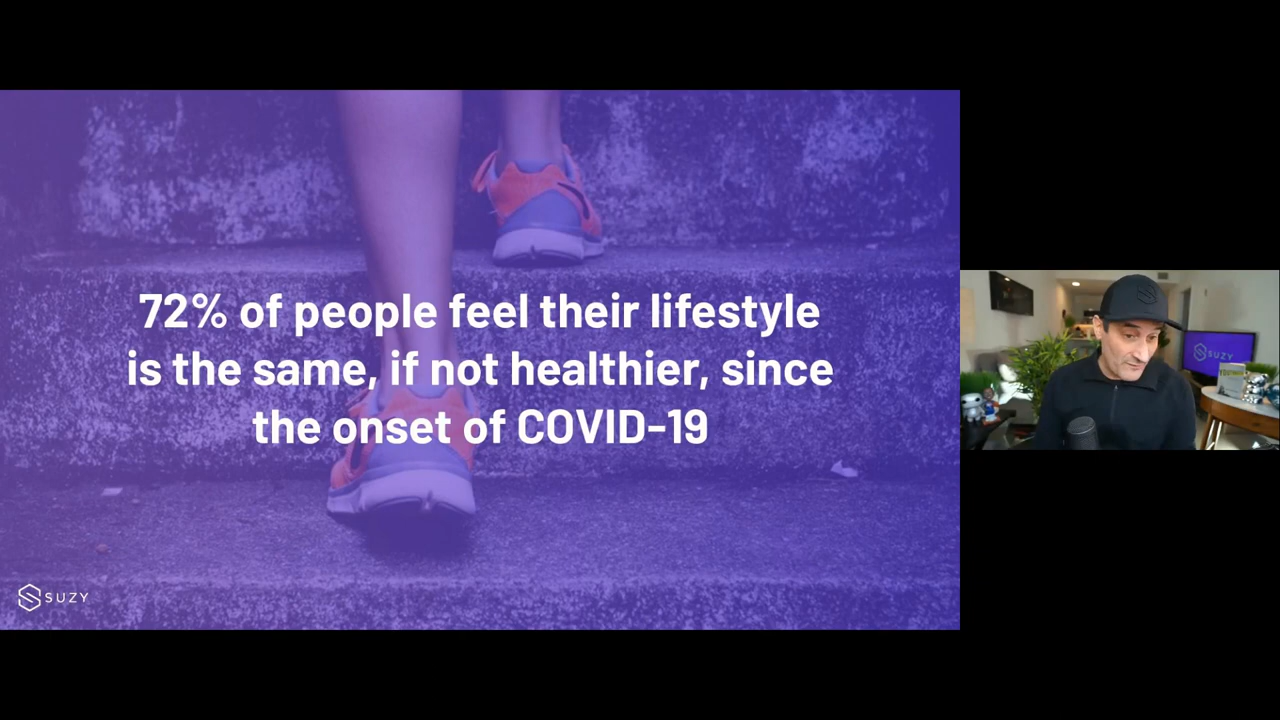 72% of people feel their lifestyle
is the same, if not healthier, since
the onset of COVID-19
SUZY
SUZY